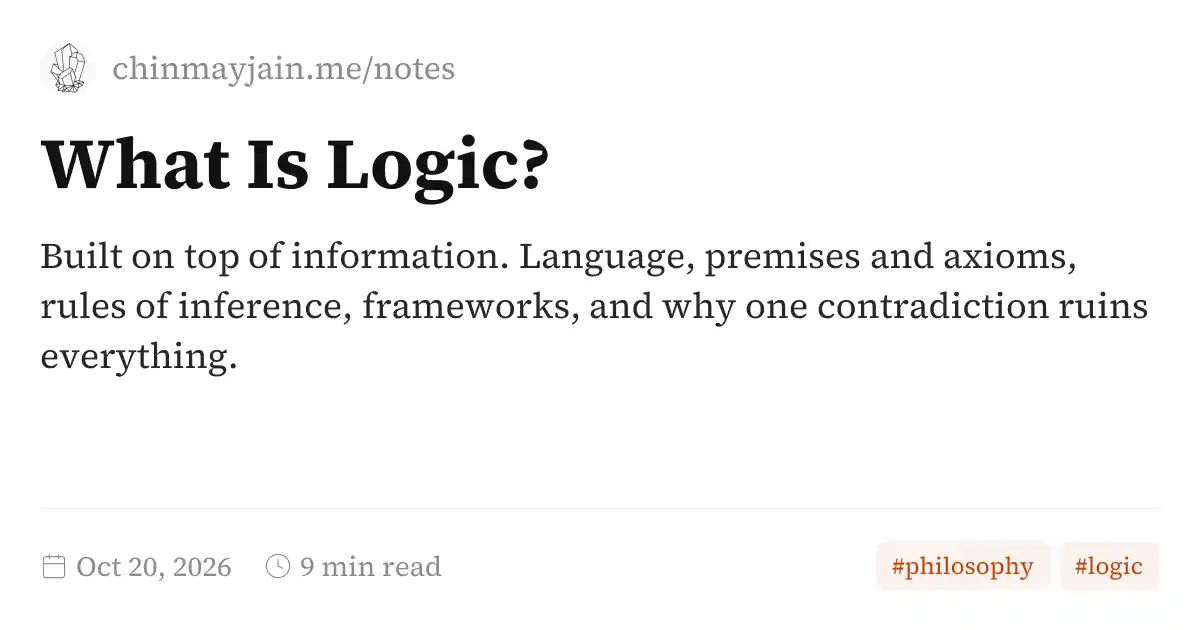 chinmayjain.me/notes
What Is Logic?
Built on top of information. Language, premises and axioms,
rules of inference, frameworks, and why one contradiction ruins
everything.
Oct 20, 2026 9 min read #philosophy #logic